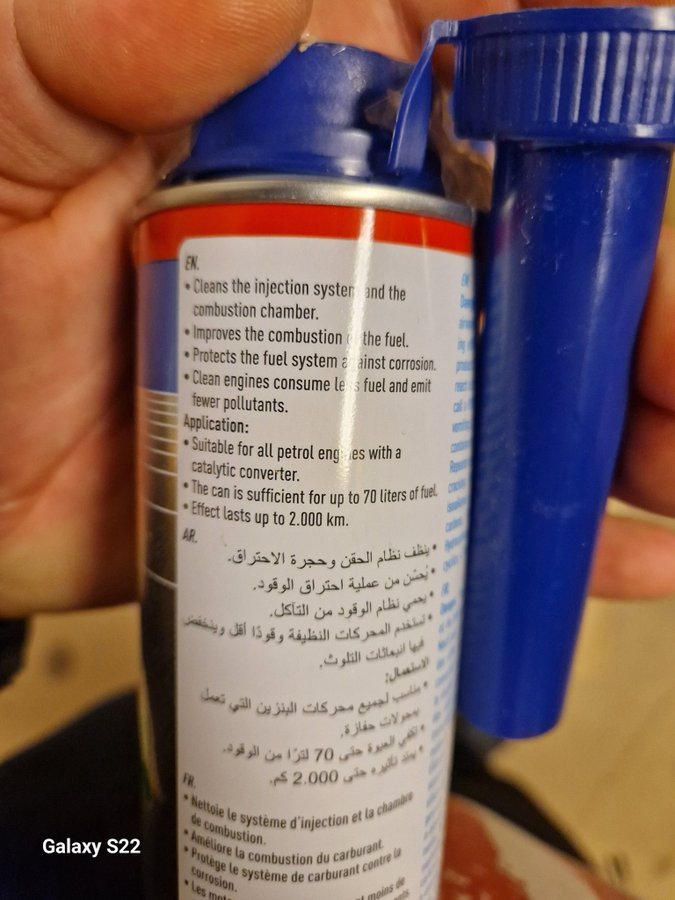 EN.
• Cleans the injection system and the
combustion chamber.
• Improves the combustion of the fuel.
• Protects the fuel system against corrosion.
• Clean engines consume less fuel and emit
fewer pollutants.
Application:
• Suitable for all petrol engines with a
catalytic converter.
• The can is sufficient for up to 70 liters of fuel.
• Effect lasts up to 2.000 km.
AR.
• ينظف نظام الحقن وحجرة الاحتراق.
• يُحسّن من عملية احتراق الوقود.
• يحمي نظام الوقود من التآكل.
• تستخدم المحركات النظيفة وقودًا أقل وينخفض
فيها انبعاثات التلوث.
الاستعمال:
• مناسب لجميع محركات البنزين التي تعمل
بمحولات حفازة.
• تكفي العبوة حتى 70 لترًا من الوقود.
• يمتد تأثيره حتى 2.000 كم.
FR.
• Nettoie le système d'injection et la chambre
de combustion.
• Améliore la combustion du carburant.
• Protège le système de carburant contre la
corrosion.
• Les moteurs moins de
Galaxy S22